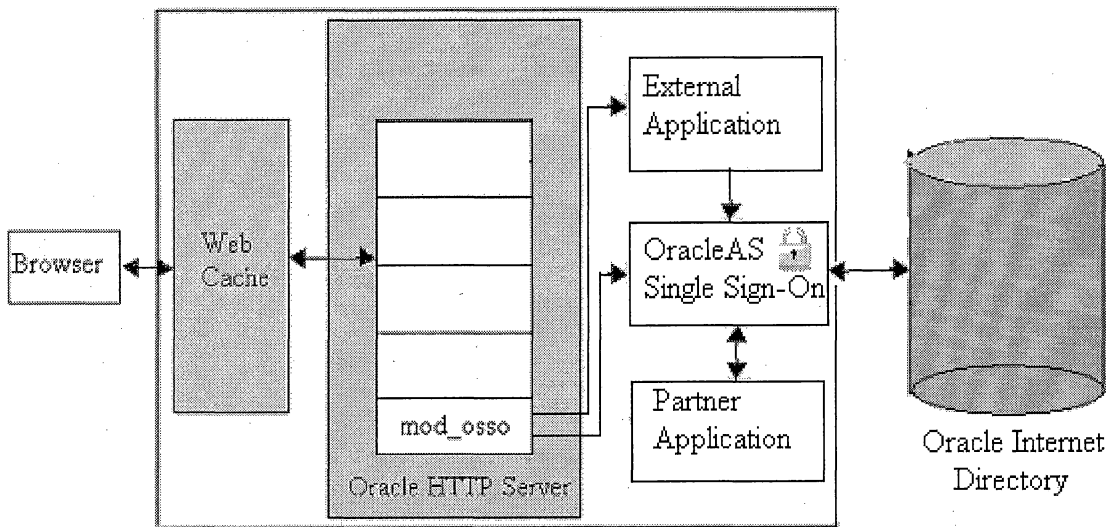 Browser
Web
Cache
mod_osso
Oracle HTTP Server
External
Application
OracleAS
Single Sign-On
Partner
Application
Oracle Internet
Directory